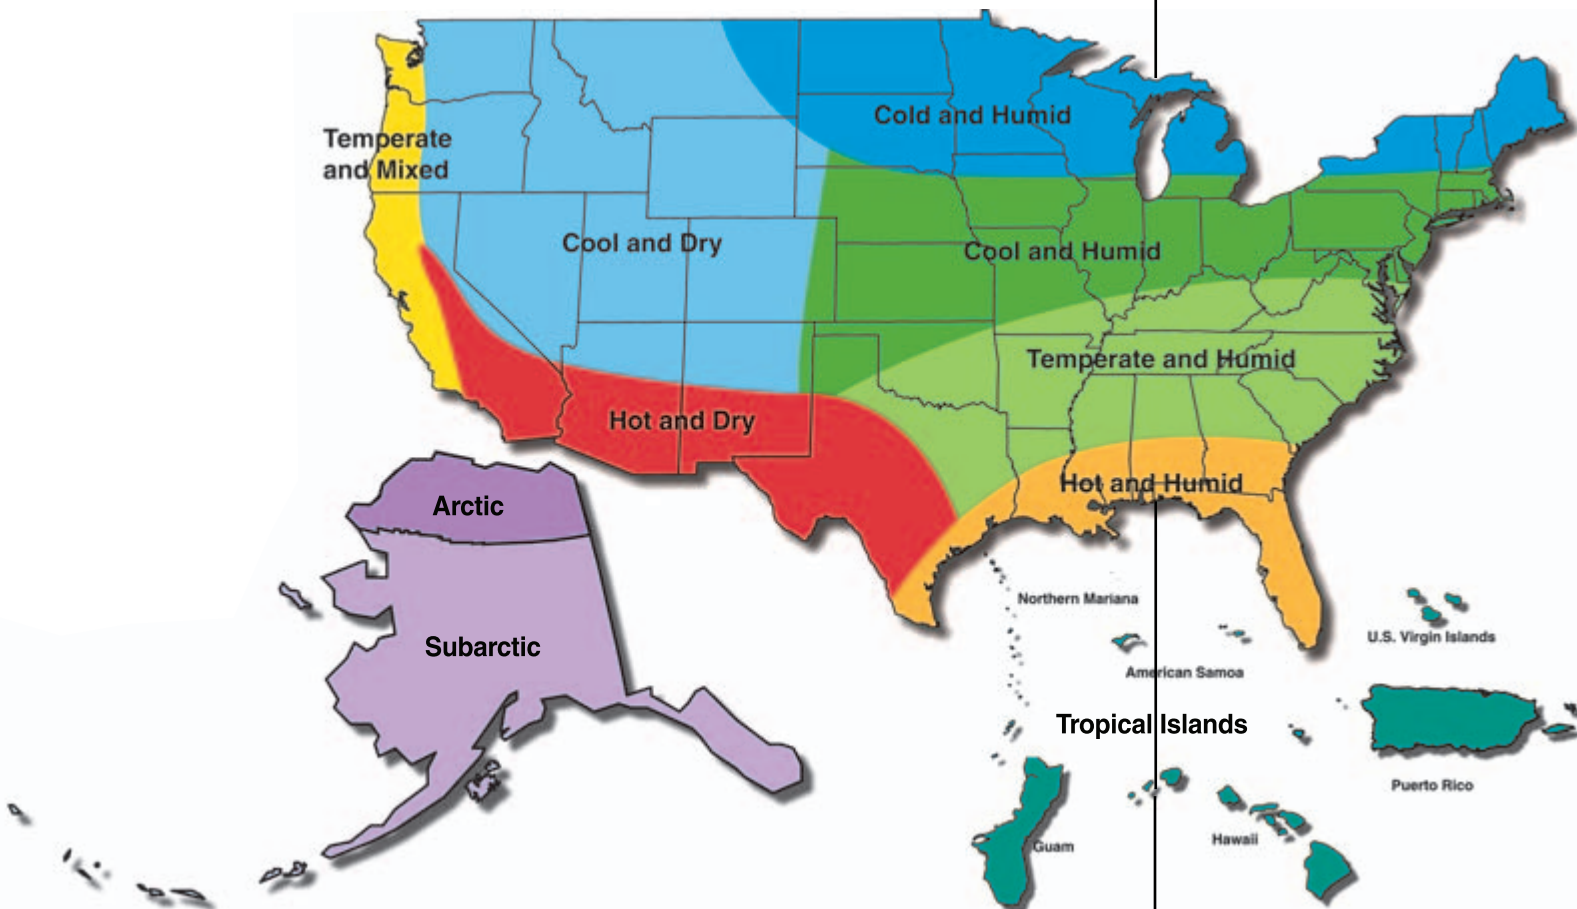 Cold and Humid
Temperate
and Mixed
Cool and Dry
Cool and Humid
Temperate and Humid
Hot and Dry
Hot and Humid
Arctic
Subarctic
Northern Mariana
U.S. Virgin Islands
American Samoa
Tropical Islands
Puerto Rico
Hawaii
Guam